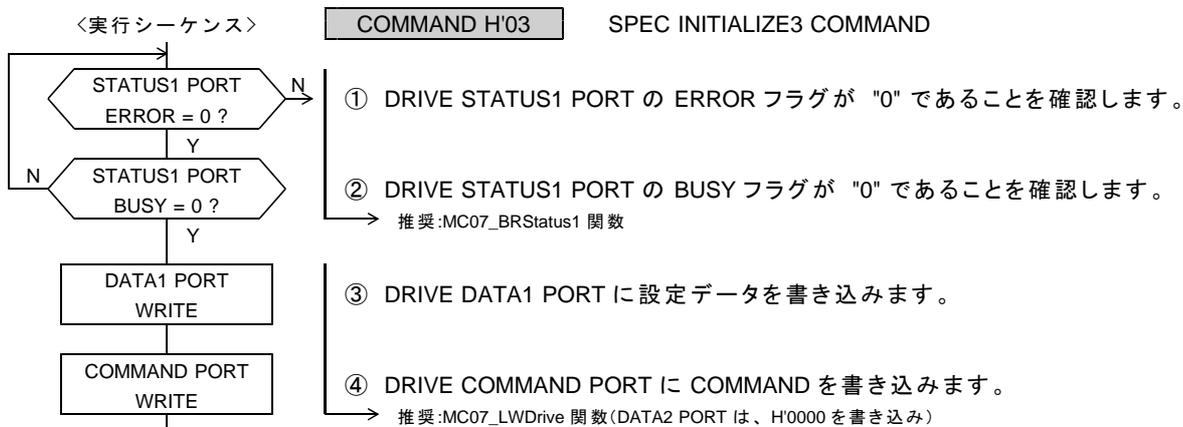 〈実行シーケンス〉
COMMAND H'03 SPEC INITIALIZE3 COMMAND
STATUS1 PORT
ERROR = 0 ?
N
Y
① DRIVE STATUS1 PORT の ERROR フラグが "0" であることを確認します。
STATUS1 PORT
BUSY = 0 ?
N
Y
② DRIVE STATUS1 PORT の BUSY フラグが "0" であることを確認します。
推奨:MC07_BRStatus1 関数
DATA1 PORT
WRITE
③ DRIVE DATA1 PORT に設定データを書き込みます。
COMMAND PORT
WRITE
④ DRIVE COMMAND PORT に COMMAND を書き込みます。
推奨:MC07_LWDrive 関数(DATA2 PORT は、H'0000 を書き込み)